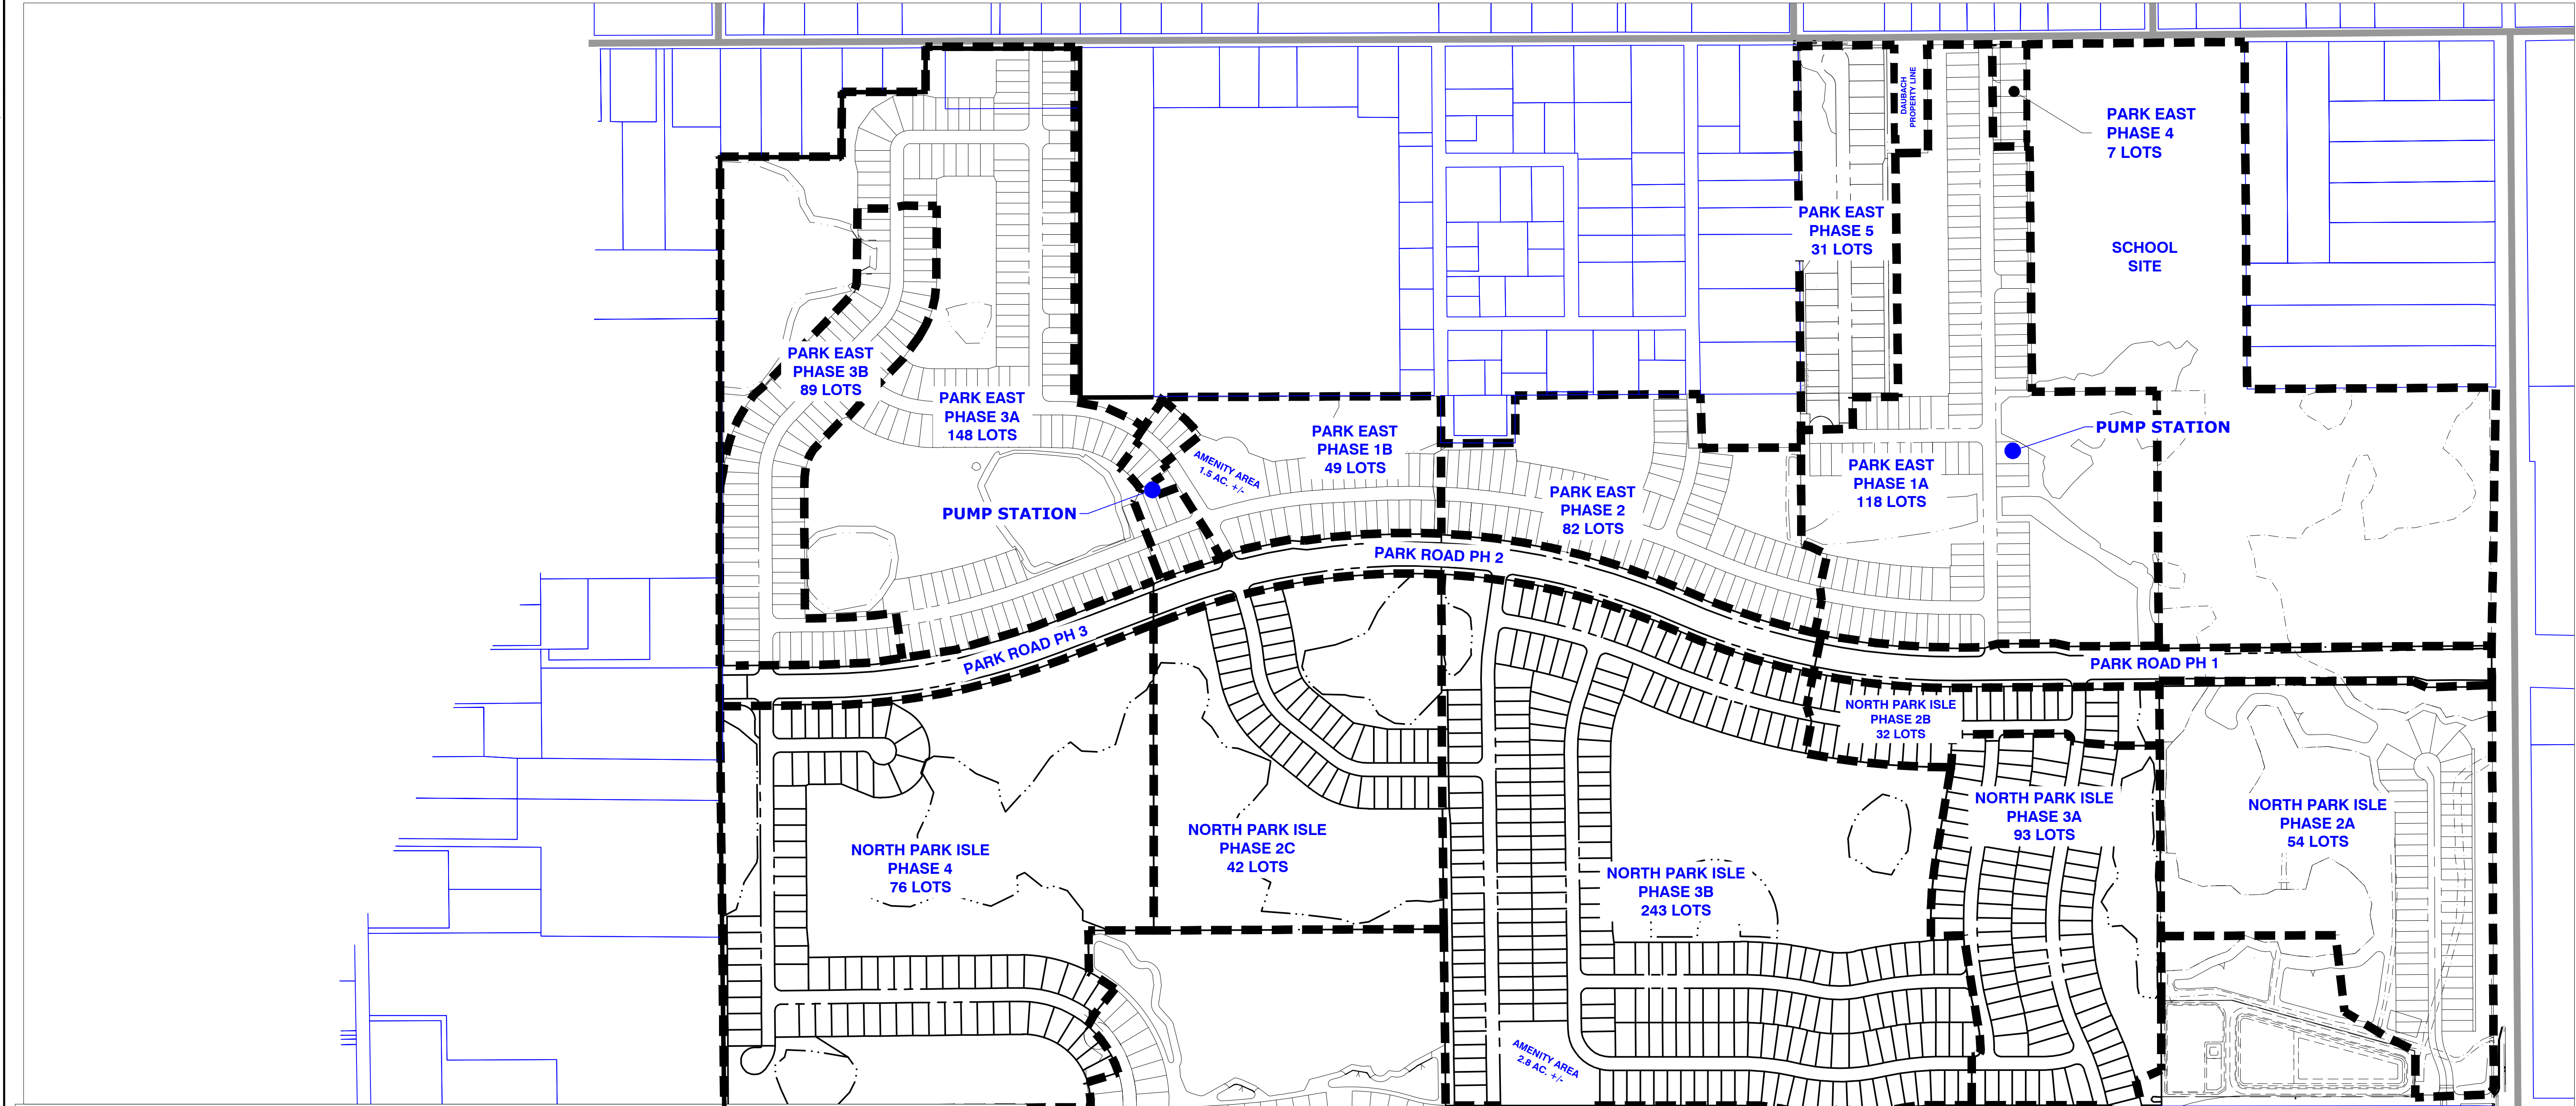 DAUBACH
PROPERTY LINE
PARK EAST
PHASE 4
7 LOTS
PARK EAST
PHASE 5
31 LOTS
SCHOOL
SITE
PARK EAST
PHASE 3B
89 LOTS
PARK EAST
PHASE 3A
148 LOTS
PARK EAST
PHASE 1B
49 LOTS
AMENITY AREA
1.5 AC. +/-
PUMP STATION
PARK EAST
PHASE 2
82 LOTS
PARK EAST
PHASE 1A
118 LOTS
PUMP STATION
PARK ROAD PH 2
PARK ROAD PH 3
PARK ROAD PH 1
NORTH PARK ISLE
PHASE 2B
32 LOTS
NORTH PARK ISLE
PHASE 4
76 LOTS
NORTH PARK ISLE
PHASE 2C
42 LOTS
NORTH PARK ISLE
PHASE 3B
243 LOTS
NORTH PARK ISLE
PHASE 3A
93 LOTS
NORTH PARK ISLE
PHASE 2A
54 LOTS
AMENITY AREA
2.8 AC. +/-